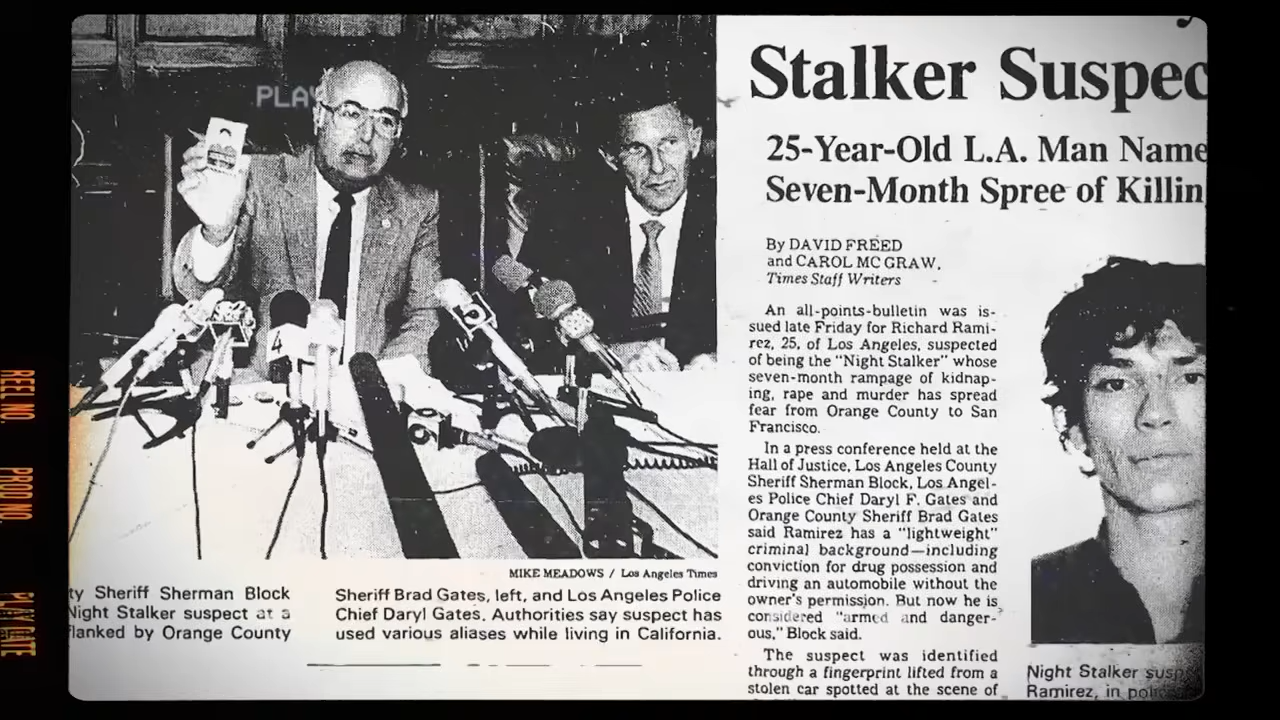 PLAY
Stalker Suspec
25-Year-Old L.A. Man Name
Seven-Month Spree of Killin
By DAVID FREED
and CAROL MC GRAW,
Times Staff Writers
An all-points-bulletin was is-
sued late Friday for Richard Rami-
rez, 25, of Los Angeles, suspected
of being the "Night Stalker" whose
seven-month rampage of kidnap-
ing, rape and murder has spread
fear from Orange County to San
Francisco.
In a press conference held at the
Hall of Justice, Los Angeles County
Sheriff Sherman Block, Los Angel-
es Police Chief Daryl F. Gates and
Orange County Sheriff Brad Gates
said Ramirez has a "lightweight"
criminal background—including
conviction for drug possession and
driving an automobile without the
owner's permission. But now he is
considered "armed and danger-
ous," Block said.
The suspect was identified
through a fingerprint lifted from a
stolen car spotted at the scene of
4
MIKE MEADOWS / Los Angeles Times
ty Sheriff Sherman Block
Night Stalker suspect at a
flanked by Orange County
Sheriff Brad Gates, left, and Los Angeles Police
Chief Daryl Gates. Authorities say suspect has
used various aliases while living in California.
Night Stalker susp
Ramirez, in poli
REEL NO.
PROD NO.
PLAY DATE